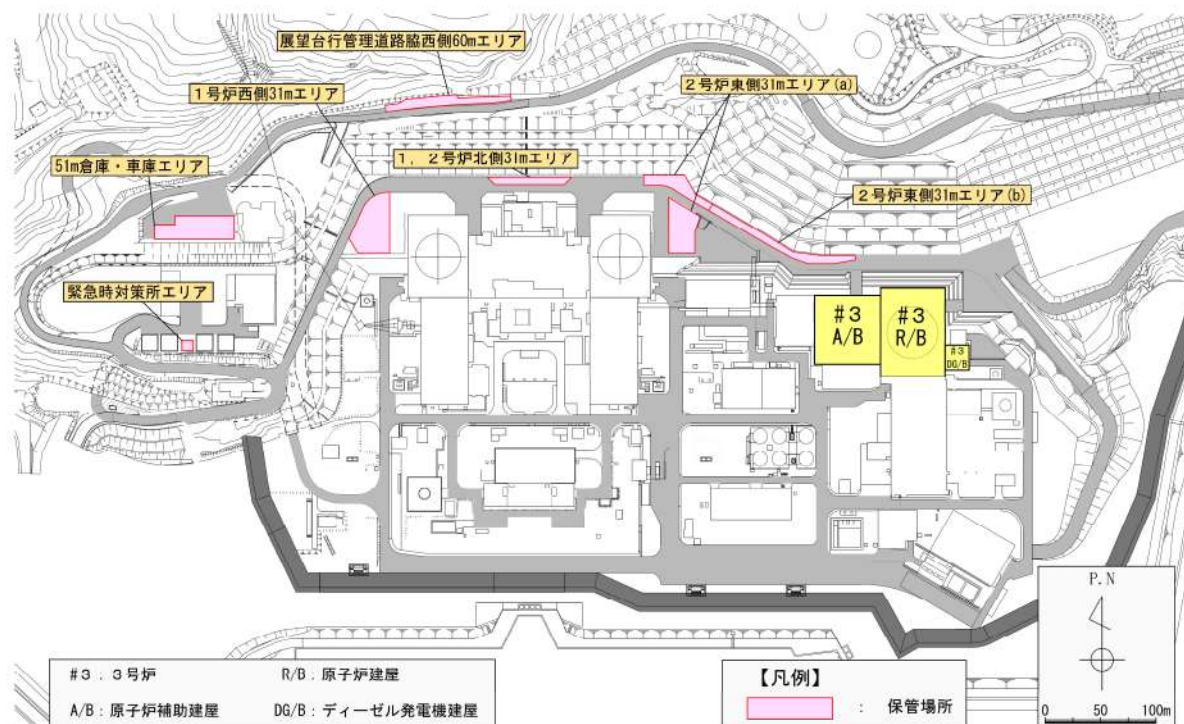 展望台行管理道路脇西側60mエリア
1号炉西側31mエリア
2号炉東側31mエリア(a)
51m倉庫・車庫エリア
1, 2号炉北側31mエリア
2号炉東側31mエリア(b)
緊急時対策所エリア
#3
A/B
#3
R/B
#3
DG/B
P.N
0 50 100m
#3 : 3号炉
R/B : 原子炉建屋
A/B : 原子炉補助建屋
DG/B : ディーゼル発電機建屋
【凡例】
: 保管場所